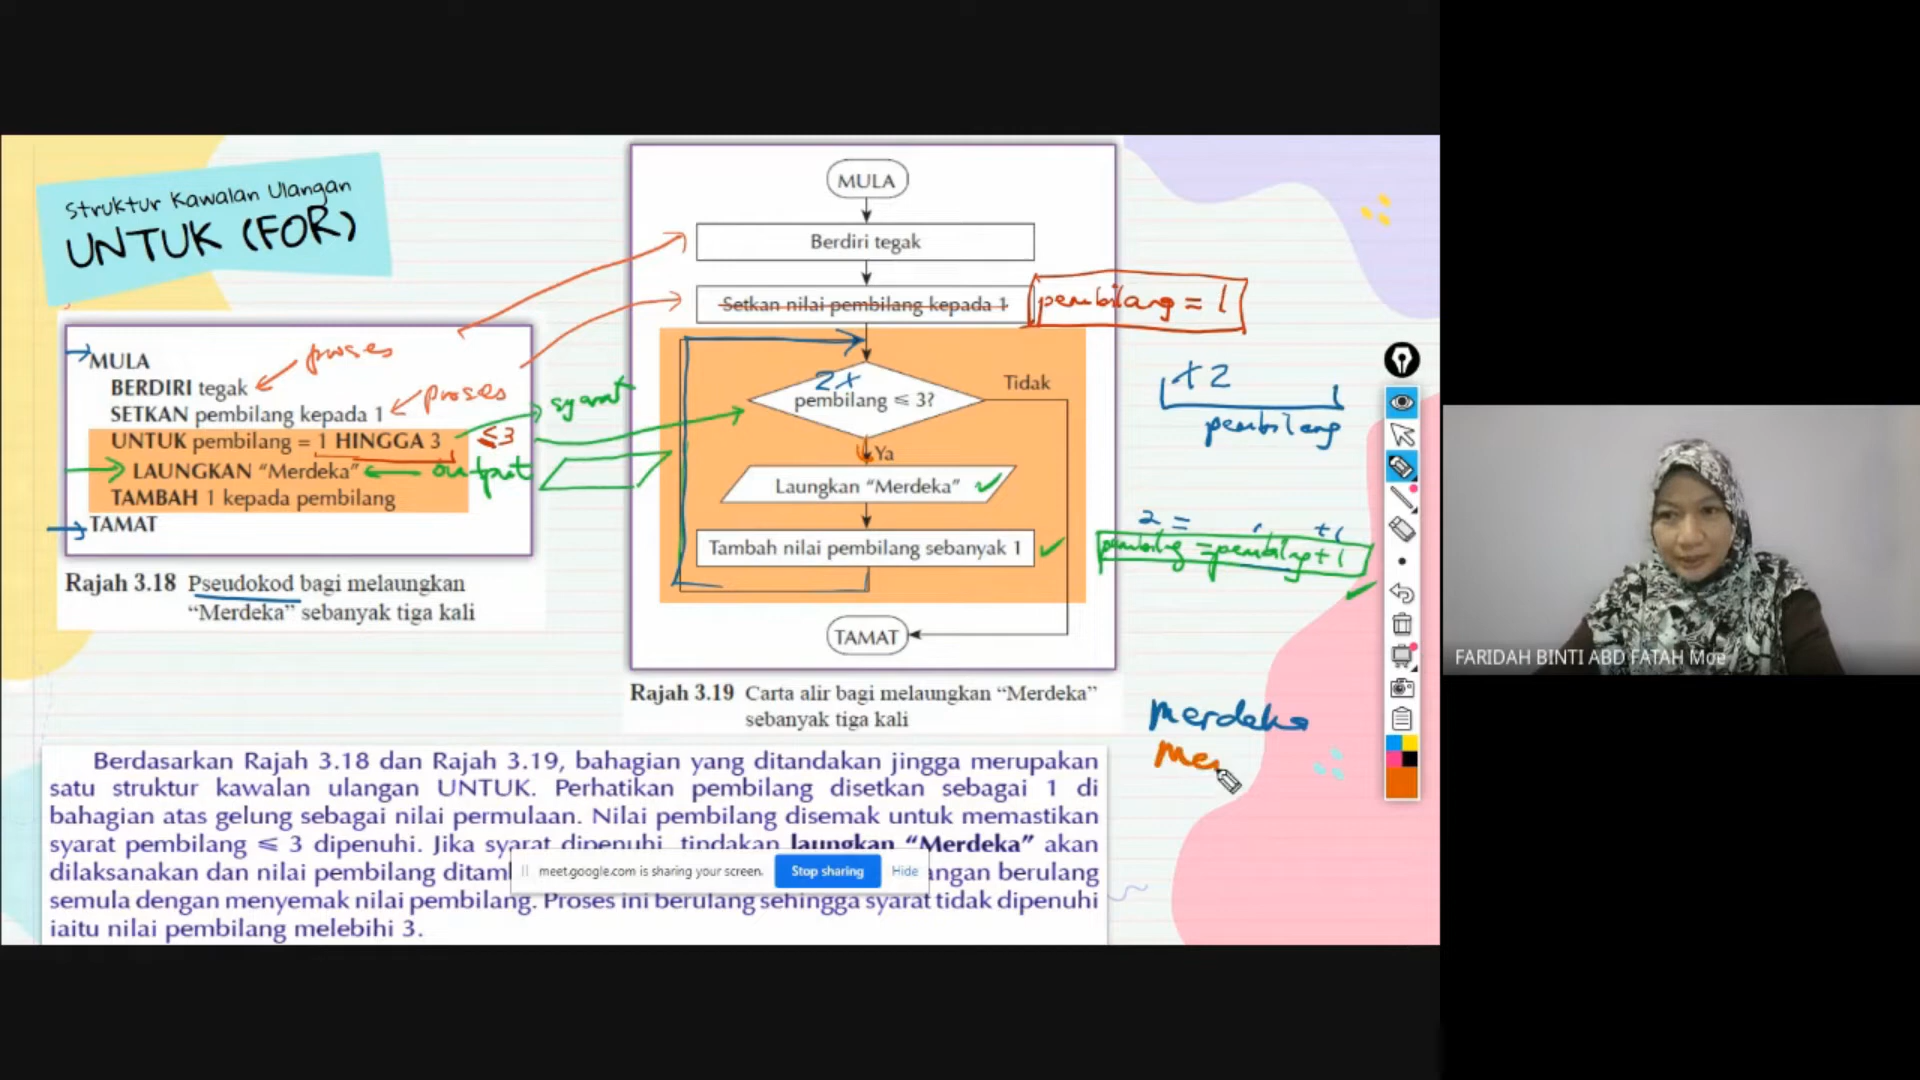 Struktur Kawalan Ulangan
UNTUK (FOR)
MULA
BERDIRI tegak
proses
SETKAN pembilang kepada 1
proses
UNTUK pembilang = 1 HINGGA 3
≤3
syarat
LAUNGKAN “Merdeka”
output
TAMBAH 1 kepada pembilang
TAMAT
Rajah 3.18 Pseudokod bagi melaungkan
“Merdeka” sebanyak tiga kali
MULA
Berdiri tegak
Setkan nilai pembilang kepada 1
pembilang = 1
2
pembilang ⩽ 3?
Tidak
Ya
Laungkan “Merdeka”
Tambah nilai pembilang sebanyak 1
TAMAT
2
pembilang
2 = 1 +1
pembilang = pembilang + 1
Rajah 3.19 Carta alir bagi melaungkan “Merdeka”
sebanyak tiga kali
merdeka
me
Berdasarkan Rajah 3.18 dan Rajah 3.19, bahagian yang ditandakan jingga merupakan
satu struktur kawalan ulangan UNTUK. Perhatikan pembilang disetkan sebagai 1 di
bahagian atas gelung sebagai nilai permulaan. Nilai pembilang disemak untuk memastikan
syarat pembilang ⩽ 3 dipenuhi. Jika syarat dipenuhi, tindakan laungkan “Merdeka” akan
dilaksanakan dan nilai pembilang ditaml
angan berulang
semula dengan menyemak nilai pembilang. Proses ini berulang sehingga syarat tidak dipenuhi
iaitu nilai pembilang melebihi 3.
meet.google.com is sharing your screen.
Stop sharing
Hide
FARIDAH BINTI ABD FATAH Moe